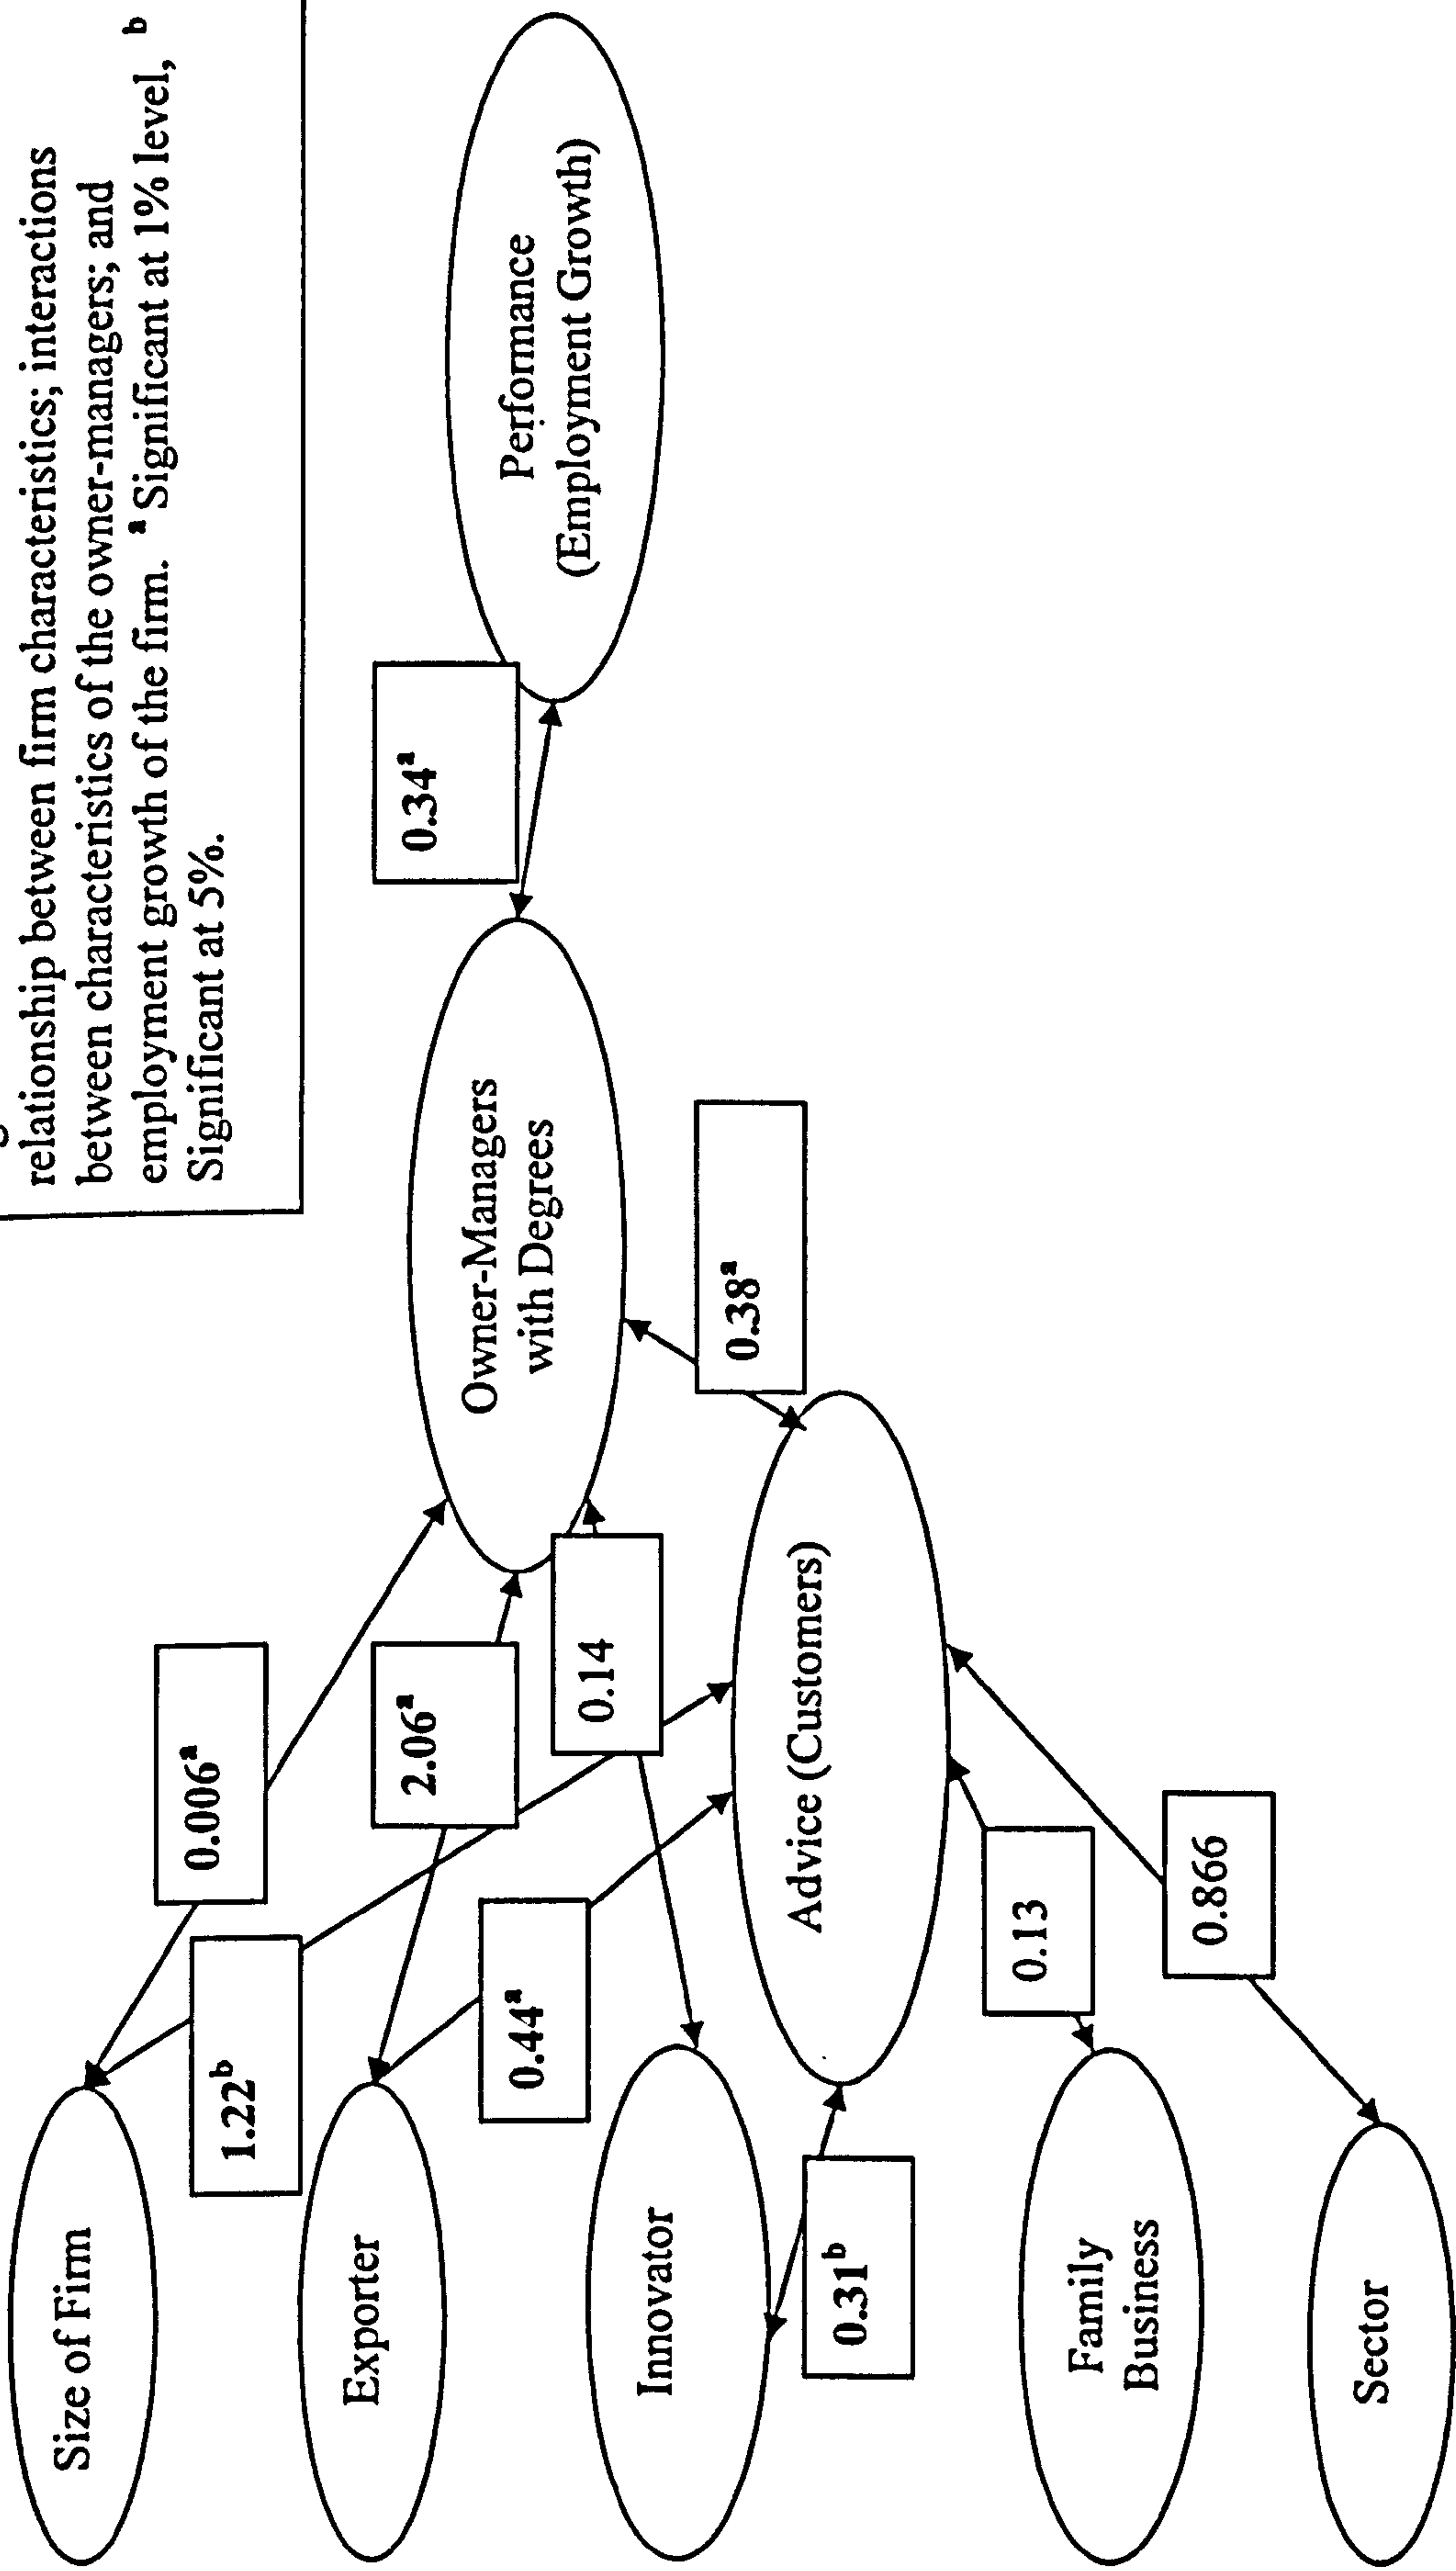 relationship between firm characteristics; interactions
between characteristics of the owner-managers; and
employment growth of the firm. ᵃ Significant at 1% level, ᵇ
Significant at 5%.
Size of Firm
0.006ᵃ
1.22ᵇ
Exporter
2.06ᵃ
0.34ᵃ
Owner-Managers
with Degrees
Performance
(Employment Growth)
0.44ᵃ
0.14
Innovator
0.38ᵃ
Advice (Customers)
0.31ᵇ
Family
Business
0.13
0.866
Sector